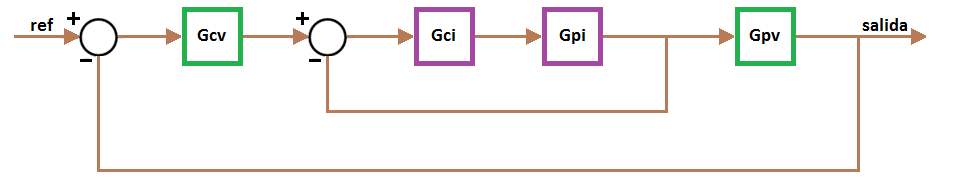 ref + − Gcv + − Gci Gpi Gpv salida